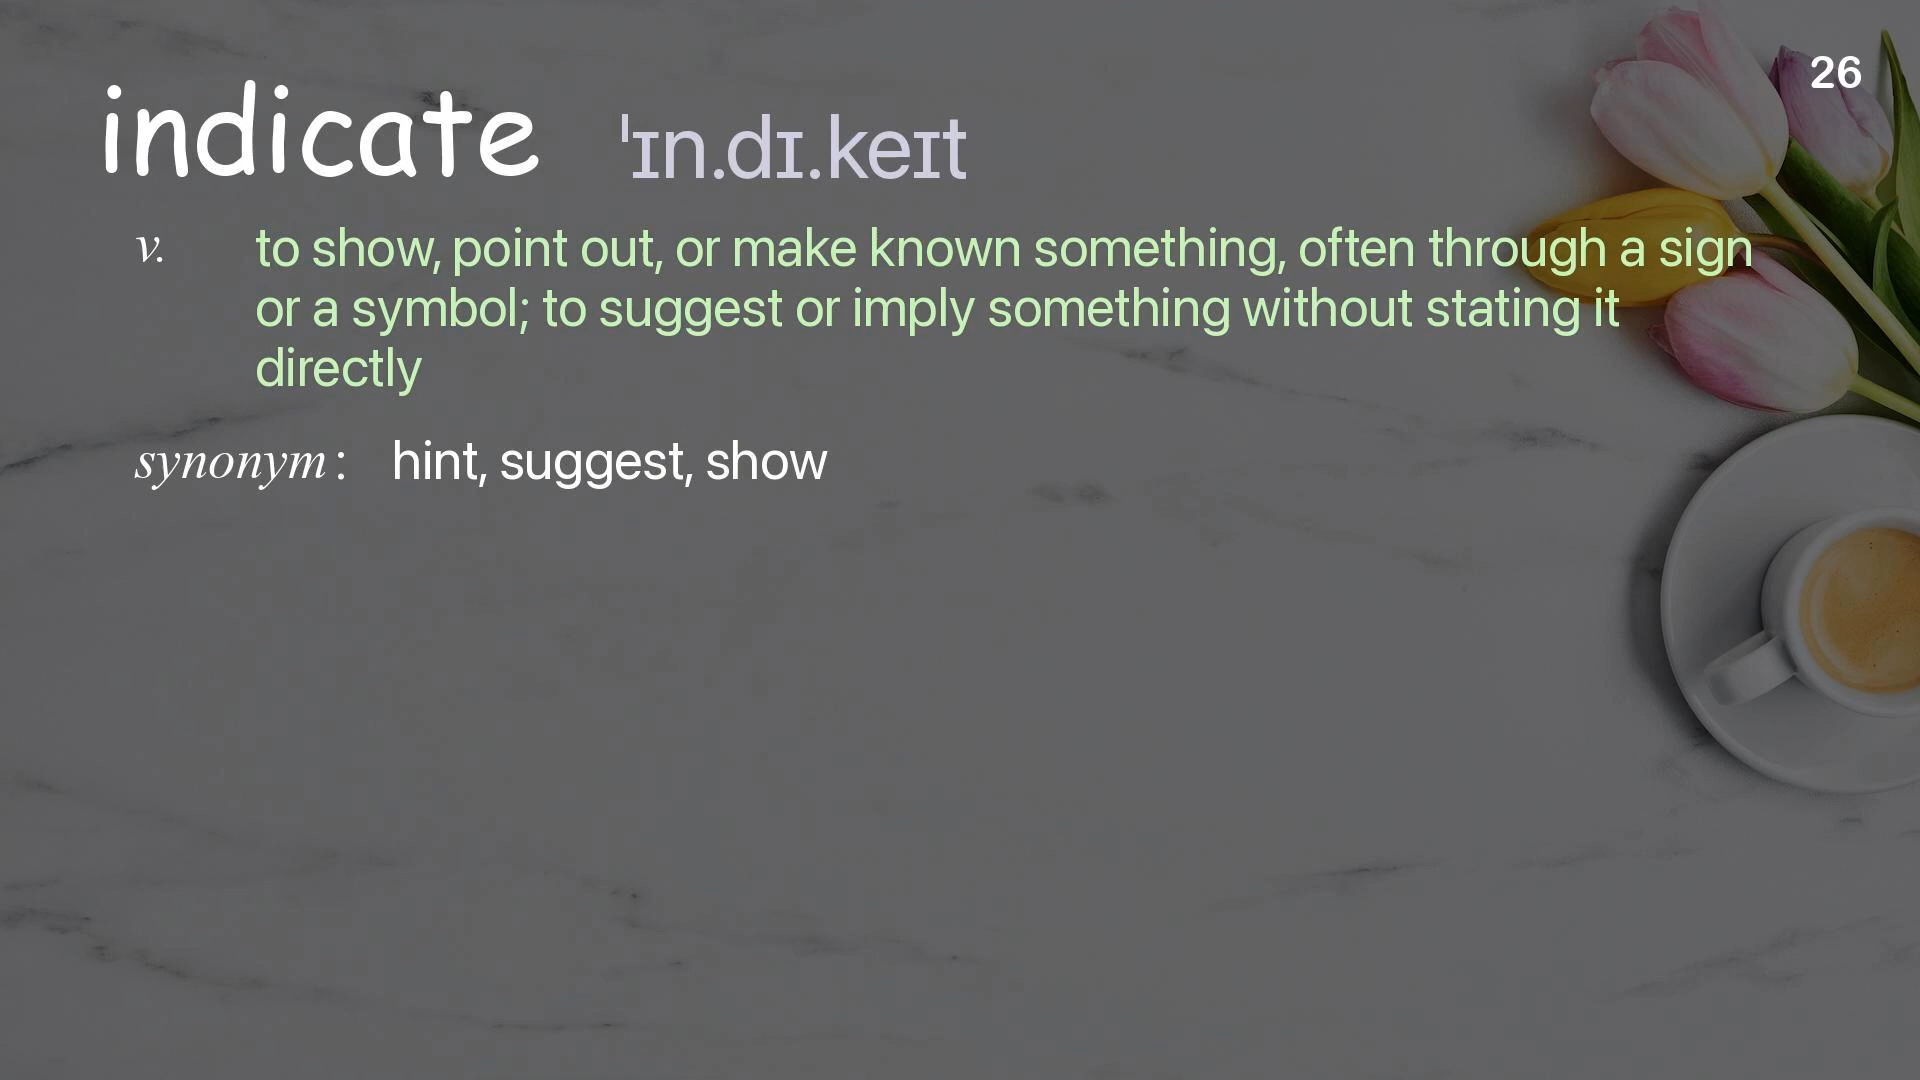 26
indicate ˈɪn.dɪ.keɪt
v. to show, point out, or make known something, often through a sign
or a symbol; to suggest or imply something without stating it
directly
synonym: hint, suggest, show